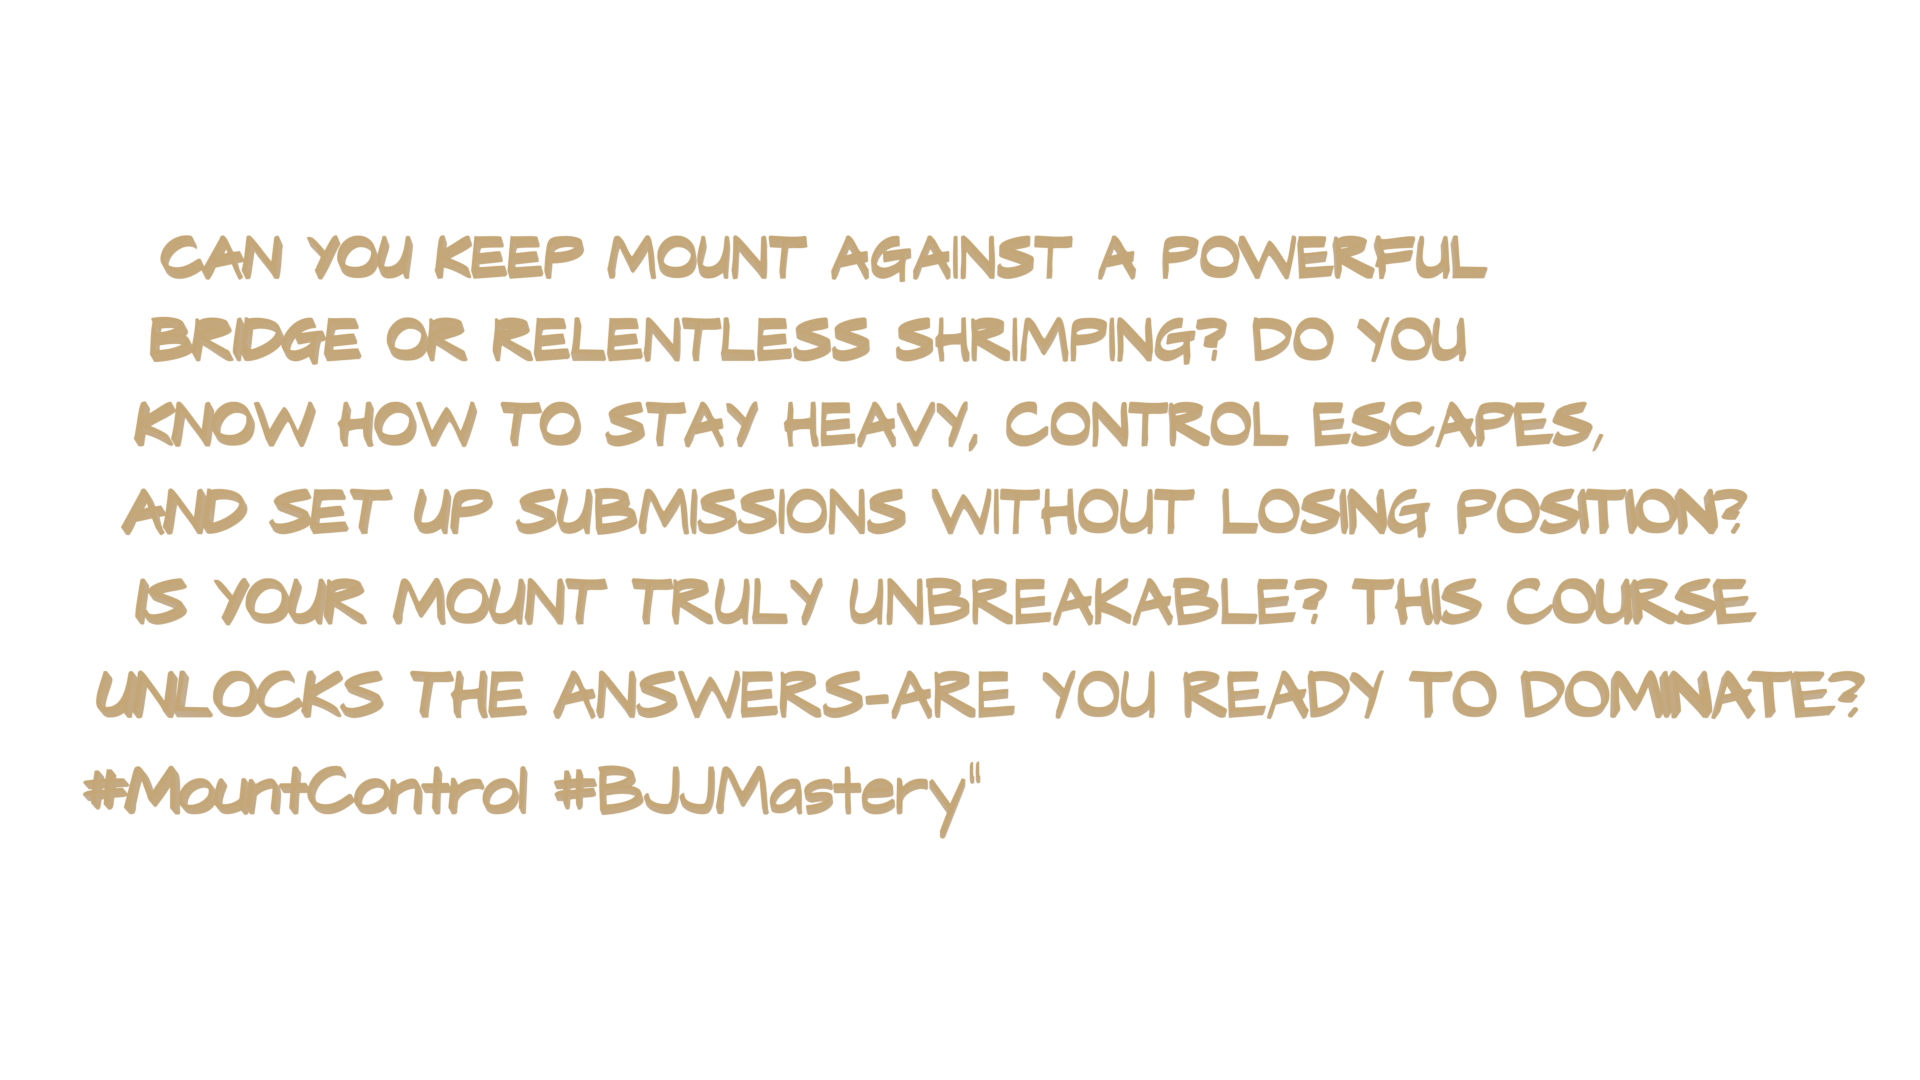 CAN YOU KEEP MOUNT AGAINST A POWERFUL
BRIDGE OR RELENTLESS SHRIMPING? DO YOU
KNOW HOW TO STAY HEAVY, CONTROL ESCAPES,
AND SET UP SUBMISSIONS WITHOUT LOSING POSITION?
IS YOUR MOUNT TRULY UNBREAKABLE? THIS COURSE
UNLOCKS THE ANSWERS-ARE YOU READY TO DOMINATE?
#MountControl #BJJMastery"